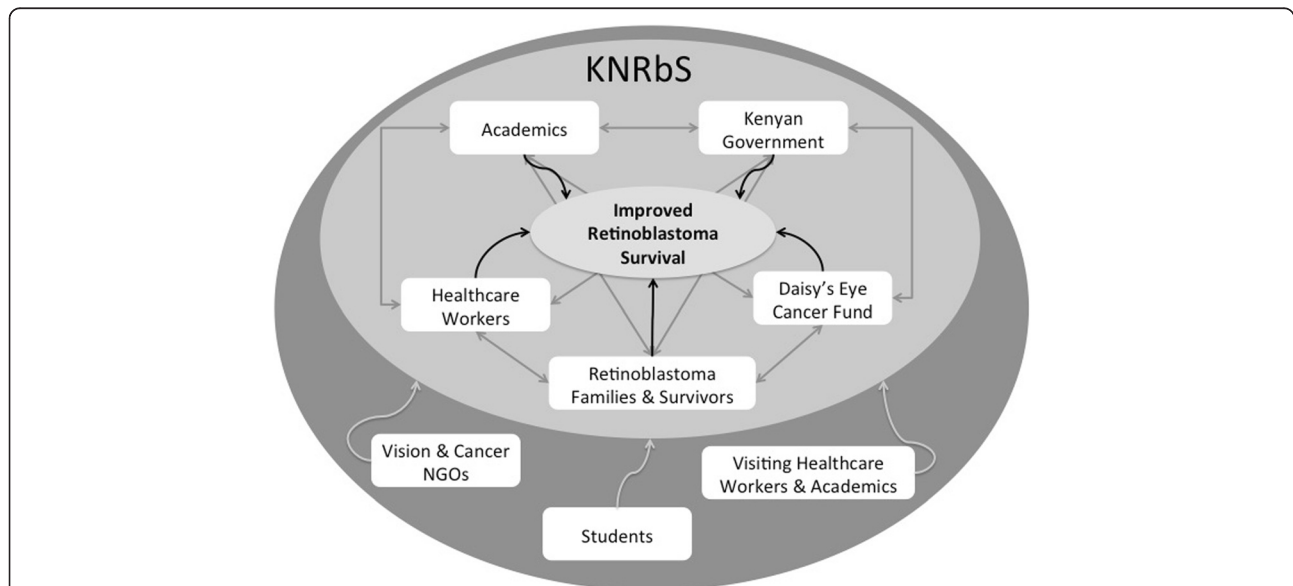 KNRbS
Academics
Kenyan
Government
Improved
Retinoblastoma
Survival
Healthcare
Workers
Daisy's Eye
Cancer Fund
Retinoblastoma
Families & Survivors
Vision & Cancer
NGOs
Visiting Healthcare
Workers & Academics
Students